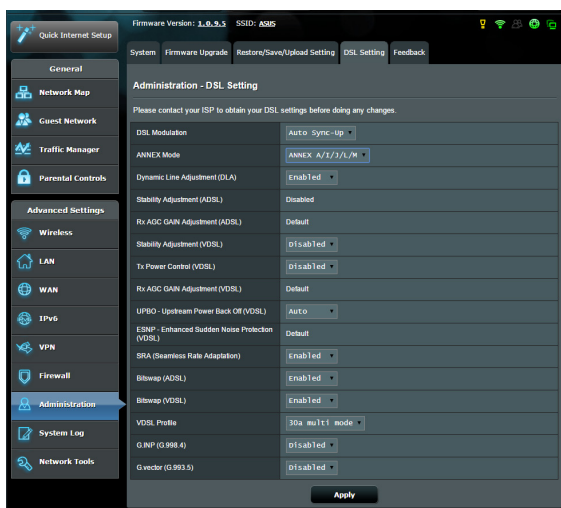 Quick Internet Setup
General
Network Map
Guest Network
Traffic Manager
Parental Controls
Advanced Settings
Wireless
LAN
WAN
IPv6
VPN
Firewall
Administration
System Log
Network Tools
Firmware Version: 1.0.9.5 SSID: ASUS
System Firmware Upgrade Restore/Save/Upload Setting DSL Setting Feedback
Administration - DSL Setting
Please contact your ISP to obtain your DSL settings before doing any changes.
DSL Modulation Auto Sync-Up
ANNEX Mode ANNEX A/I/J/L/M
Dynamic Line Adjustment (DLA) Enabled
Stability Adjustment (ADSL) Disabled
Rx AGC GAIN Adjustment (ADSL) Default
Stability Adjustment (VDSL) Disabled
Tx Power Control (VDSL) Disabled
Rx AGC GAIN Adjustment (VDSL) Default
UPBO - Upstream Power Back Off (VDSL) Auto
ESNP - Enhanced Sudden Noise Protection
(VDSL) Default
SRA (Seamless Rate Adaptation) Enabled
Bitswap (ADSL) Enabled
Bitswap (VDSL) Enabled
VDSL Profile 30a multi mode
G.INP (G.998.4) Disabled
G.vector (G.993.5) Disabled
Apply